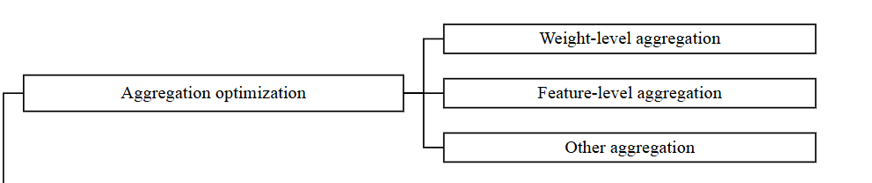 Weight-level aggregation
Aggregation optimization
Feature-level aggregation
Other aggregation